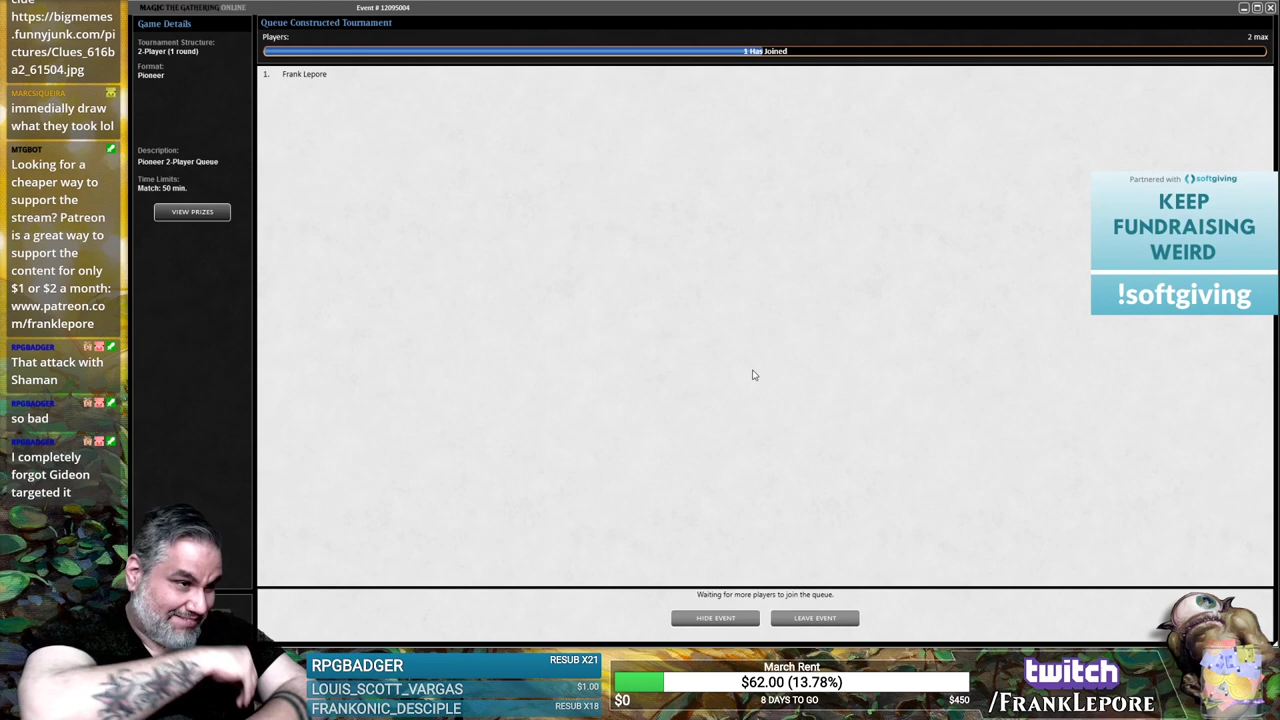 clue
https://bigmemes
.funnyjunk.com/pi
ctures/Clues_616b
a2_61504.jpg
MARCSIQUEIRA
immedially draw
what they took lol
MTGBOT
Looking for a
cheaper way to
support the
stream? Patreon
is a great way to
support the
content for only
$1 or $2 a month:
www.patreon.co
m/franklepore
RPGBADGER
That attack with
Shaman
RPGBADGER
so bad
RPGBADGER
I completely
forgot Gideon
targeted it
MAGIC THE GATHERING ONLINE
Event # 12095004
Game Details
Tournament Structure:
2-Player (1 round)
Format:
Pioneer
Description:
Pioneer 2-Player Queue
Time Limits:
Match: 50 min.
VIEW PRIZES
Queue Constructed Tournament
Players:
2 max
1 Has Joined
1. Frank Lepore
Partnered with softgiving
KEEP
FUNDRAISING
WEIRD
!softgiving
Waiting for more players to join the queue.
HIDE EVENT
LEAVE EVENT
RPGBADGER RESUB X21
LOUIS_SCOTT_VARGAS $1.00
FRANKONIC_DESCIPLE RESUB X18
March Rent
$62.00 (13.78%)
$0 8 DAYS TO GO $450
twitch
/FRANKLEPORE